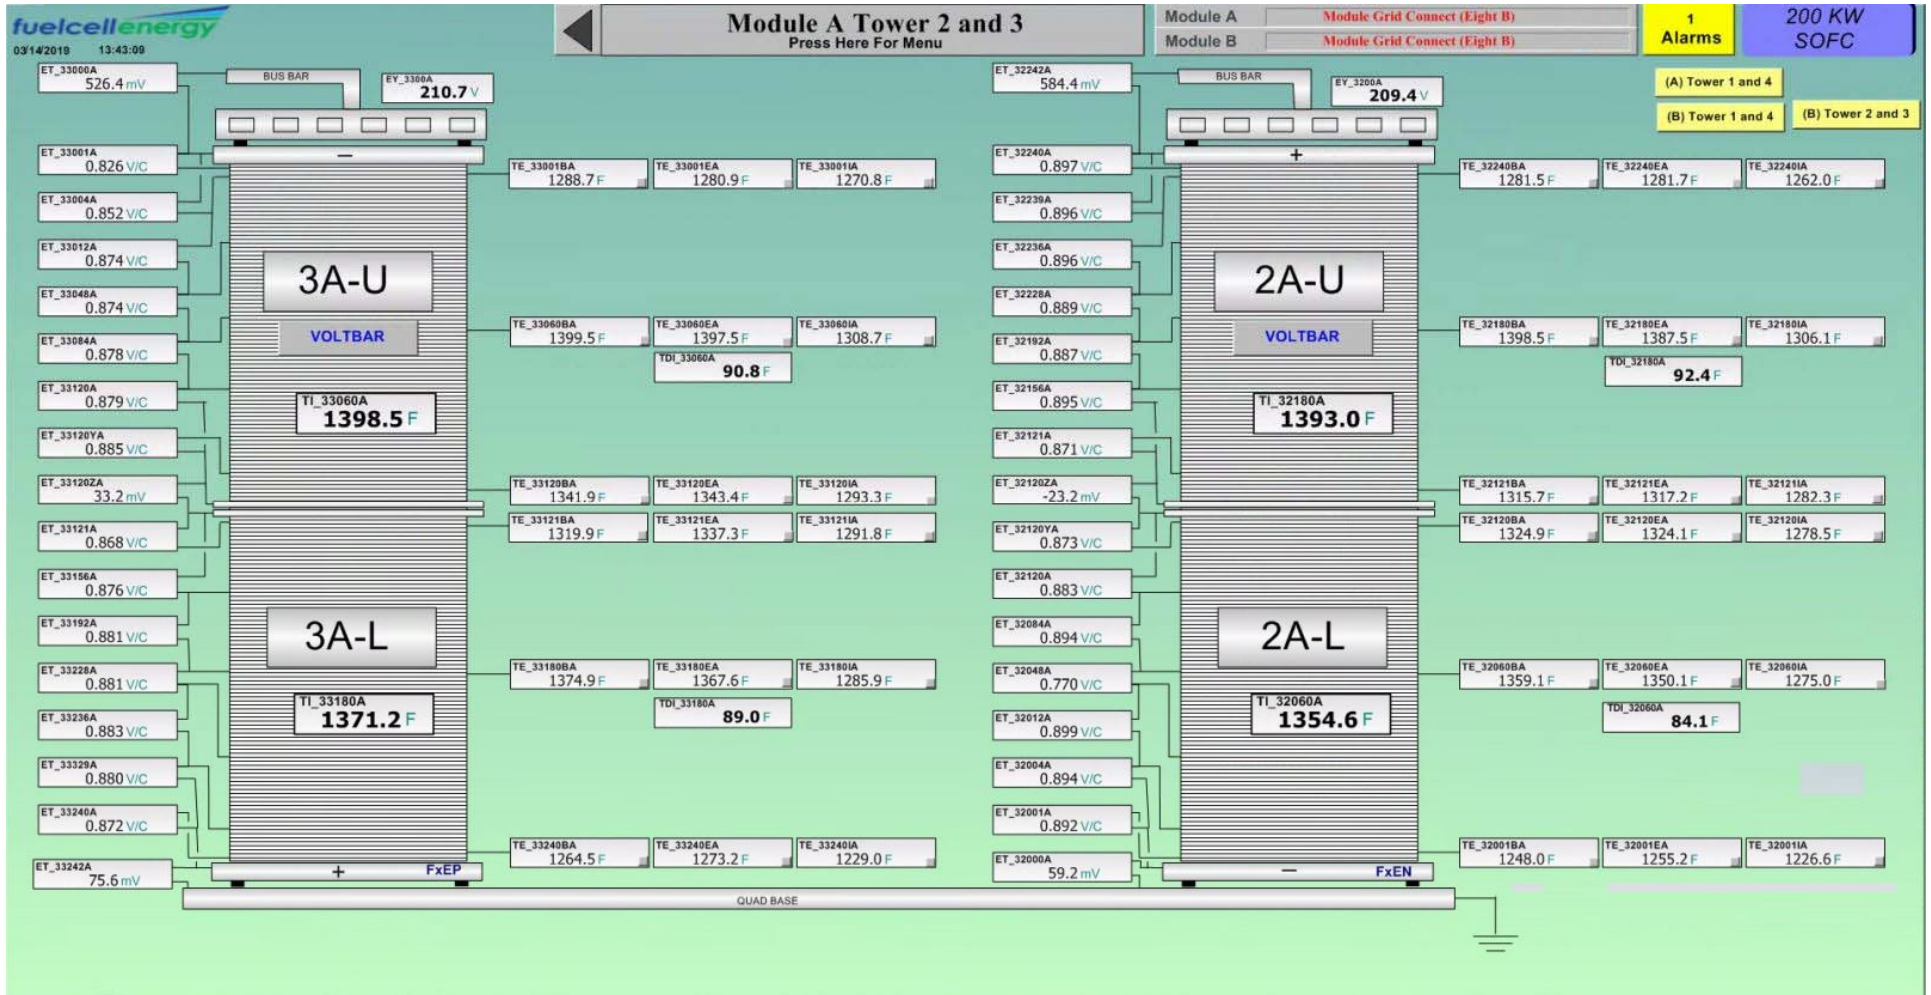 fuelcellenergy
03/14/2019 13:43:09
Module A Tower 2 and 3
Press Here For Menu
Module A Module Grid Connect (Eight B)
Module B Module Grid Connect (Eight B)
1
Alarms
200 KW
SOFC
(A) Tower 1 and 4
(B) Tower 1 and 4
(B) Tower 2 and 3
ET_33000A
526.4 mV
BUS BAR
EY_3300A
210.7 V
ET_33001A
0.826 V/C
ET_33004A
0.852 V/C
ET_33012A
0.874 V/C
ET_33048A
0.874 V/C
ET_33084A
0.878 V/C
ET_33120A
0.879 V/C
ET_33120YA
0.885 V/C
ET_33120ZA
33.2 mV
ET_33121A
0.868 V/C
ET_33156A
0.876 V/C
ET_33192A
0.881 V/C
ET_33228A
0.881 V/C
ET_33236A
0.883 V/C
ET_33329A
0.880 V/C
ET_33240A
0.872 V/C
ET_33242A
75.6 mV
−
3A-U
VOLTBAR
TI_33060A
1398.5 F
3A-L
TI_33180A
1371.2 F
+ FxEP
TE_33001BA
1288.7 F
TE_33001EA
1280.9 F
TE_33001IA
1270.8 F
TE_33060BA
1399.5 F
TE_33060EA
1397.5 F
TE_33060IA
1308.7 F
TDI_33060A
90.8 F
TE_33120BA
1341.9 F
TE_33120EA
1343.4 F
TE_33120IA
1293.3 F
TE_33121BA
1319.9 F
TE_33121EA
1337.3 F
TE_33121IA
1291.8 F
TE_33180BA
1374.9 F
TE_33180EA
1367.6 F
TE_33180IA
1285.9 F
TDI_33180A
89.0 F
TE_33240BA
1264.5 F
TE_33240EA
1273.2 F
TE_33240IA
1229.0 F
ET_32242A
584.4 mV
BUS BAR
EY_3200A
209.4 V
ET_32240A
0.897 V/C
ET_32239A
0.896 V/C
ET_32236A
0.896 V/C
ET_32228A
0.889 V/C
ET_32192A
0.887 V/C
ET_32156A
0.895 V/C
ET_32121A
0.871 V/C
ET_32120ZA
-23.2 mV
ET_32120YA
0.873 V/C
ET_32120A
0.883 V/C
ET_32084A
0.894 V/C
ET_32048A
0.770 V/C
ET_32012A
0.899 V/C
ET_32004A
0.894 V/C
ET_32001A
0.892 V/C
ET_32000A
59.2 mV
+
2A-U
VOLTBAR
TI_32180A
1393.0 F
2A-L
TI_32060A
1354.6 F
− FxEN
TE_32240BA
1281.5 F
TE_32240EA
1281.7 F
TE_32240IA
1262.0 F
TE_32180BA
1398.5 F
TE_32180EA
1387.5 F
TE_32180IA
1306.1 F
TDI_32180A
92.4 F
TE_32121BA
1315.7 F
TE_32121EA
1317.2 F
TE_32121IA
1282.3 F
TE_32120BA
1324.9 F
TE_32120EA
1324.1 F
TE_32120IA
1278.5 F
TE_32060BA
1359.1 F
TE_32060EA
1350.1 F
TE_32060IA
1275.0 F
TDI_32060A
84.1 F
TE_32001BA
1248.0 F
TE_32001EA
1255.2 F
TE_32001IA
1226.6 F
QUAD BASE